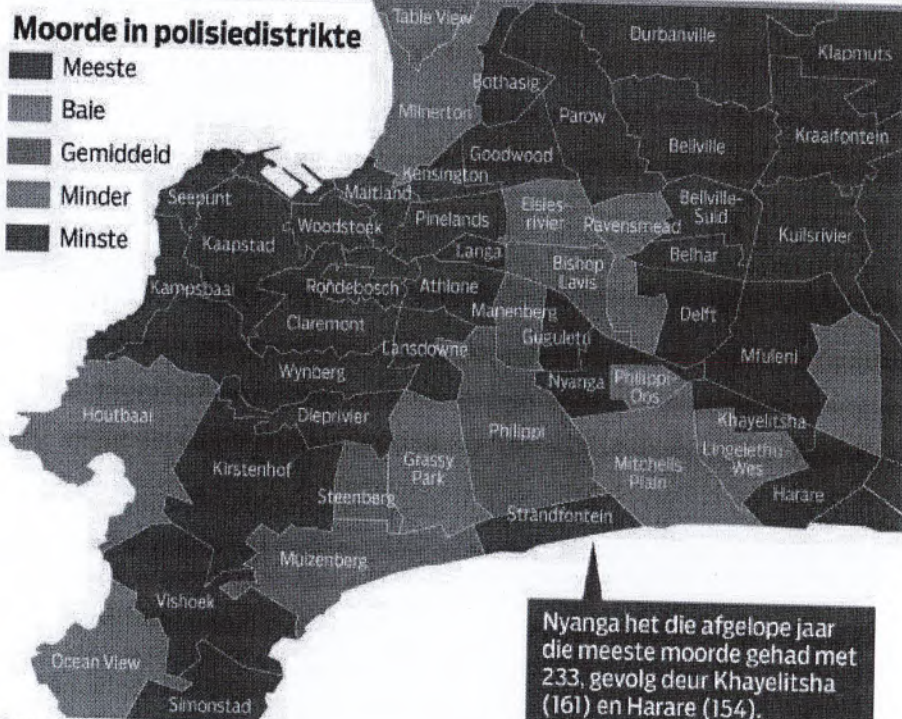 Moorde in polisiedistrikte
Meeste
Baie
Gemiddeld
Minder
Minste
Table View
Durbanville
Klapmuts
Bothasig
Milnerton
Parow
Bellville
Kraaifontein
Goodwood
Kensington
Maitland
Seepunt
Elsies-
rivier
Ravensmead
Bellville-
Suid
Woodstoek
Pinelands
Kaapstad
Kuilsrivier
Langa
Belhar
Bishop
Lavis
Kampsbaai
Rondebosch
Athlone
Manenberg
Delft
Claremont
Guguletu
Lansdowne
Mfuleni
Wynberg
Nyanga
Philippi-
Oos
Houtbaai
Dieprivier
Khayelitsha
Philippi
Lingelethu-
Wes
Kirstenhof
Grassy
Park
Mitchells
Plain
Steenberg
Harare
Strandfontein
Muizenberg
Vishoek
Ocean View
Simonstad
Nyanga het die afgelope jaar
die meeste moorde gehad met
233, gevolg deur Khayelitsha
(161) en Harare (154).